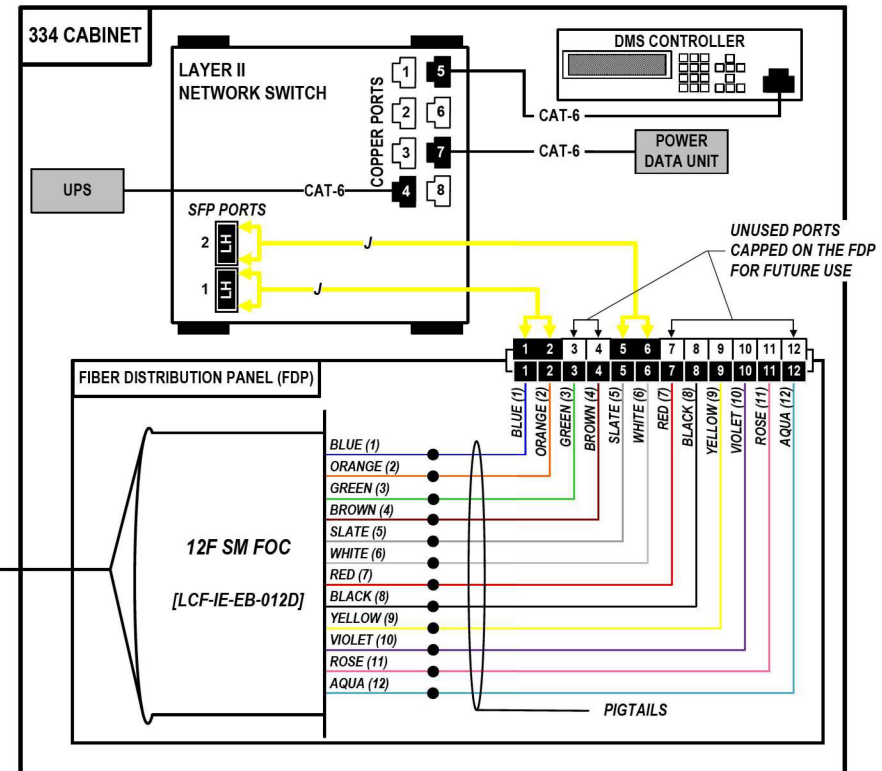 334 CABINET
LAYER II
NETWORK SWITCH
COPPER PORTS
1
5
2
6
3
7
4
8
DMS CONTROLLER
CAT-6
CAT-6
POWER
DATA UNIT
UPS
CAT-6
SFP PORTS
2
LH
J
1
LH
J
UNUSED PORTS
CAPPED ON THE FDP
FOR FUTURE USE
1 2 3 4 5 6 7 8 9 10 11 12
1 2 3 4 5 6 7 8 9 10 11 12
FIBER DISTRIBUTION PANEL (FDP)
BLUE (1)
ORANGE (2)
GREEN (3)
BROWN (4)
SLATE (5)
WHITE (6)
RED (7)
BLACK (8)
YELLOW (9)
VIOLET (10)
ROSE (11)
AQUA (12)
12F SM FOC
[LCF-IE-EB-012D]
BLUE (1)
ORANGE (2)
GREEN (3)
BROWN (4)
SLATE (5)
WHITE (6)
RED (7)
BLACK (8)
YELLOW (9)
VIOLET (10)
ROSE (11)
AQUA (12)
PIGTAILS